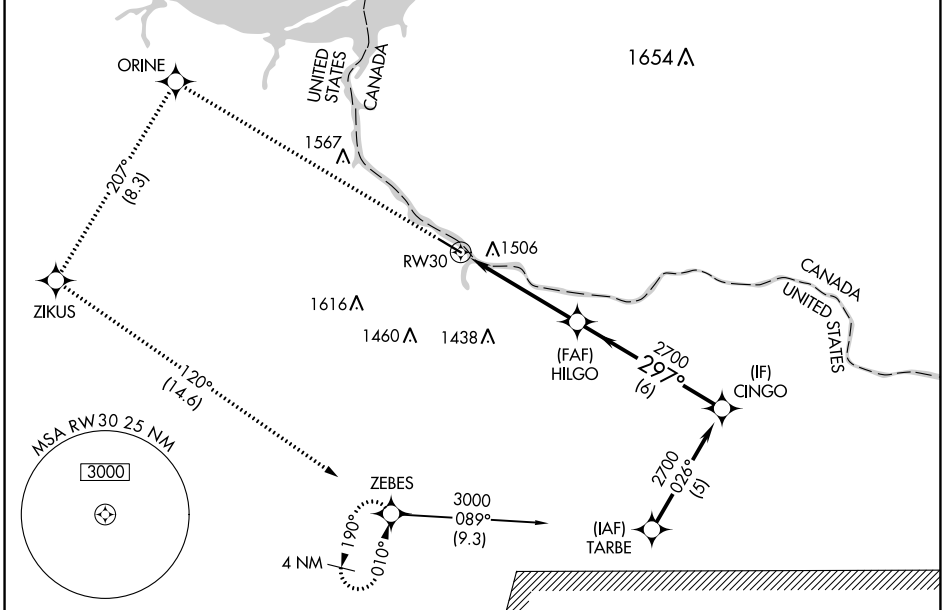 1654
ORINE
UNITED
STATES
CANADA
1567
207°
(8.3)
RW30
1506
CANADA
UNITED STATES
ZIKUS
1616
1460
1438
(FAF)
HILGO
2700
297°
(6)
(IF)
CINGO
120°
(14.6)
MSA RW30 25 NM
3000
ZEBES
3000
089°
(9.3)
2700
026°
(5)
190°
010°
4 NM
(IAF)
TARBE